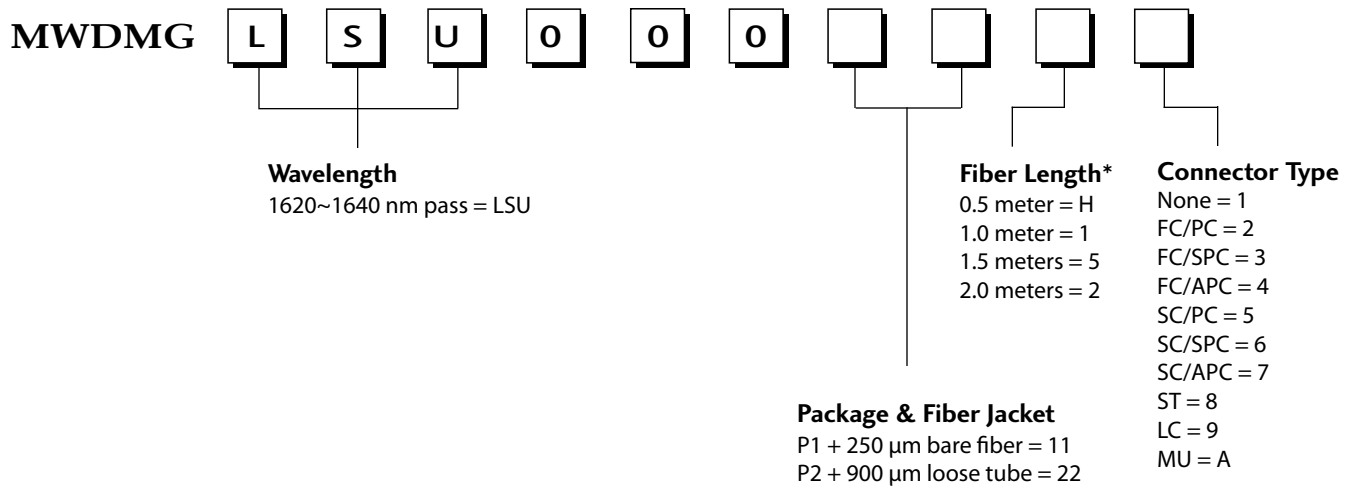 MWDMG L S U 0 0 0
Wavelength
1620~1640 nm pass = LSU
Package & Fiber Jacket
P1 + 250 µm bare fiber = 11
P2 + 900 µm loose tube = 22
Fiber Length*
0.5 meter = H
1.0 meter = 1
1.5 meters = 5
2.0 meters = 2
Connector Type
None = 1
FC/PC = 2
FC/SPC = 3
FC/APC = 4
SC/PC = 5
SC/SPC = 6
SC/APC = 7
ST = 8
LC = 9
MU = A